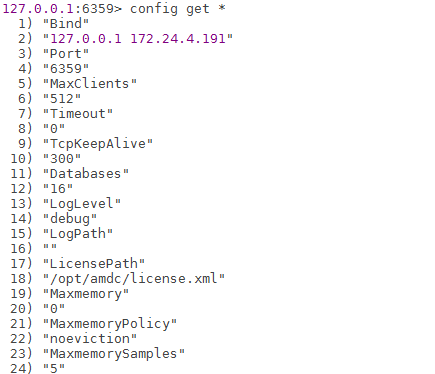 127.0.0.1:6359> config get *
1) "Bind"
2) "127.0.0.1 172.24.4.191"
3) "Port"
4) "6359"
5) "MaxClients"
6) "512"
7) "Timeout"
8) "0"
9) "TcpKeepAlive"
10) "300"
11) "Databases"
12) "16"
13) "LogLevel"
14) "debug"
15) "LogPath"
16) ""
17) "LicensePath"
18) "/opt/amdc/license.xml"
19) "Maxmemory"
20) "0"
21) "MaxmemoryPolicy"
22) "noeviction"
23) "MaxmemorySamples"
24) "5"